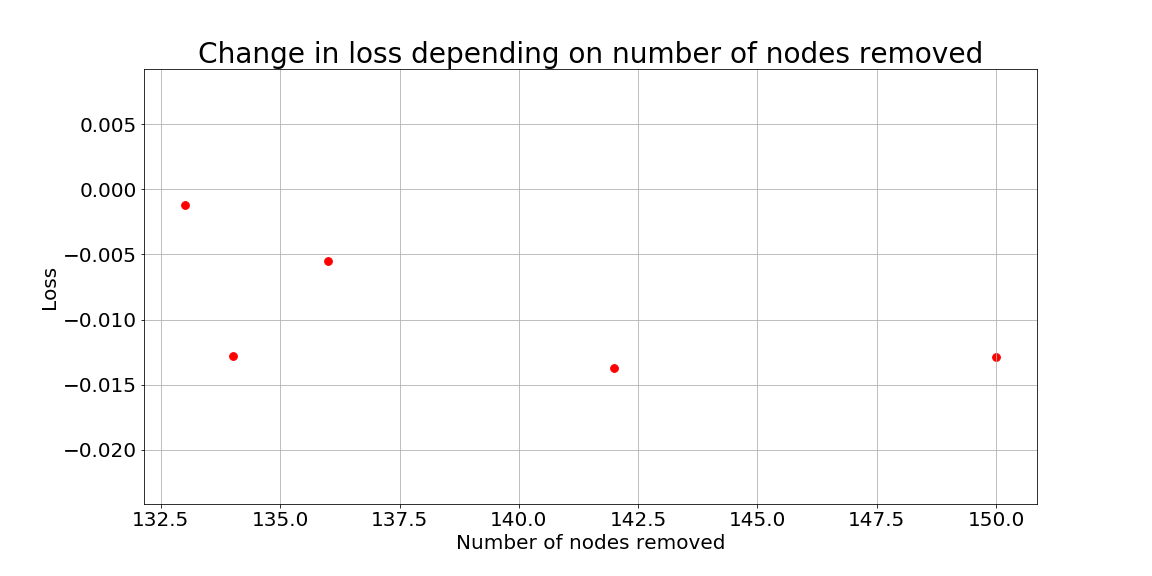 Change in loss depending on number of nodes removed
0.005
0.000
−0.005
−0.010
−0.015
−0.020
Loss
132.5 135.0 137.5 140.0 142.5 145.0 147.5 150.0
Number of nodes removed